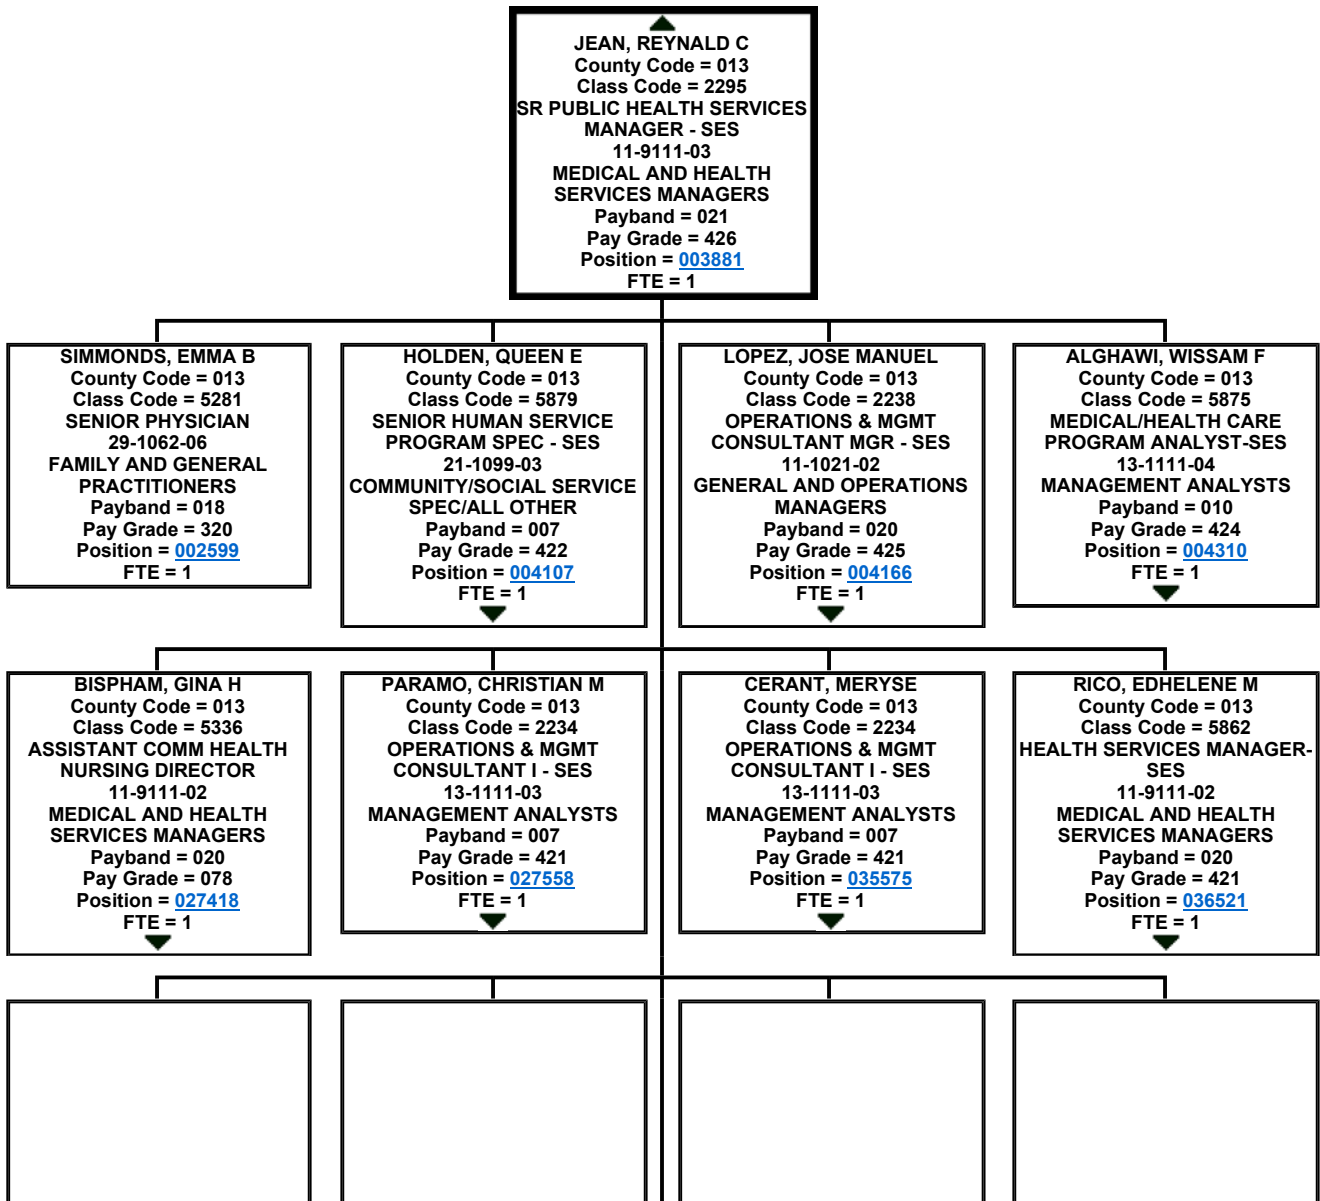 JEAN, REYNALD C
County Code = 013
Class Code = 2295
SR PUBLIC HEALTH SERVICES
MANAGER - SES
11-9111-03
MEDICAL AND HEALTH
SERVICES MANAGERS
Payband = 021
Pay Grade = 426
Position = 003881
FTE = 1
SIMMONDS, EMMA B
County Code = 013
Class Code = 5281
SENIOR PHYSICIAN
29-1062-06
FAMILY AND GENERAL
PRACTITIONERS
Payband = 018
Pay Grade = 320
Position = 002599
FTE = 1
HOLDEN, QUEEN E
County Code = 013
Class Code = 5879
SENIOR HUMAN SERVICE
PROGRAM SPEC - SES
21-1099-03
COMMUNITY/SOCIAL SERVICE
SPEC/ALL OTHER
Payband = 007
Pay Grade = 422
Position = 004107
FTE = 1
LOPEZ, JOSE MANUEL
County Code = 013
Class Code = 2238
OPERATIONS & MGMT
CONSULTANT MGR - SES
11-1021-02
GENERAL AND OPERATIONS
MANAGERS
Payband = 020
Pay Grade = 425
Position = 004166
FTE = 1
ALGHAWI, WISSAM F
County Code = 013
Class Code = 5875
MEDICAL/HEALTH CARE
PROGRAM ANALYST-SES
13-1111-04
MANAGEMENT ANALYSTS
Payband = 010
Pay Grade = 424
Position = 004310
FTE = 1
BISPHAM, GINA H
County Code = 013
Class Code = 5336
ASSISTANT COMM HEALTH
NURSING DIRECTOR
11-9111-02
MEDICAL AND HEALTH
SERVICES MANAGERS
Payband = 020
Pay Grade = 078
Position = 027418
FTE = 1
PARAMO, CHRISTIAN M
County Code = 013
Class Code = 2234
OPERATIONS & MGMT
CONSULTANT I - SES
13-1111-03
MANAGEMENT ANALYSTS
Payband = 007
Pay Grade = 421
Position = 027558
FTE = 1
CERANT, MERYSE
County Code = 013
Class Code = 2234
OPERATIONS & MGMT
CONSULTANT I - SES
13-1111-03
MANAGEMENT ANALYSTS
Payband = 007
Pay Grade = 421
Position = 035575
FTE = 1
RICO, EDHELENE M
County Code = 013
Class Code = 5862
HEALTH SERVICES MANAGER-
SES
11-9111-02
MEDICAL AND HEALTH
SERVICES MANAGERS
Payband = 020
Pay Grade = 421
Position = 036521
FTE = 1